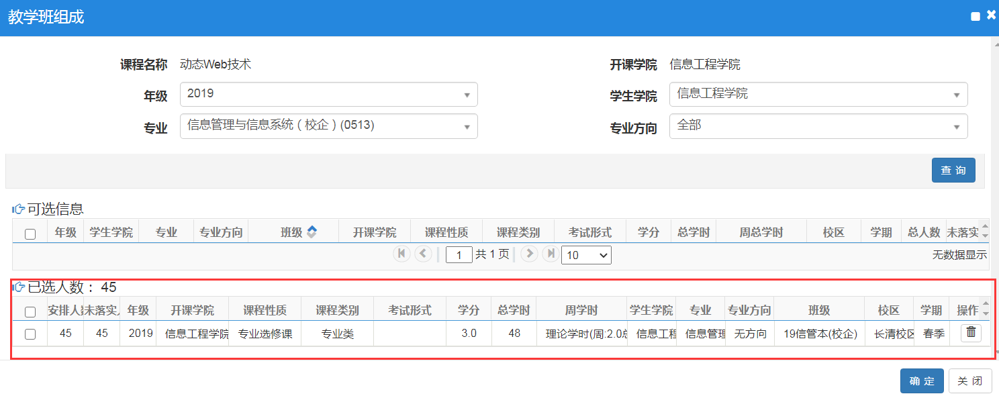 教学班组成
课程名称 动态Web技术 开课学院 信息工程学院
年级 2019 学生学院 信息工程学院
专业 信息管理与信息系统（校企）(0513) 专业方向 全部
查 询
可选信息
年级 学生学院 专业 专业方向 班级 开课学院 课程性质 课程类别 考试形式 学分 总学时 周总学时 校区 学期 总人数 未落实
1 共 1 页 10 无数据显示
已选人数： 45
安排人 未落实 年级 开课学院 课程性质 课程类别 考试形式 学分 总学时 周学时 学生学院 专业 专业方向 班级 校区 学期 操作
45 45 2019 信息工程学院 专业选修课 专业类 3.0 48 理论学时(周:2.0 信息工程 信息管理 无方向 19信管本(校企) 长清校区 春季
确 定 关 闭